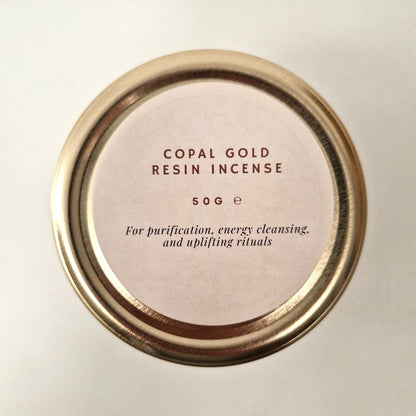 COPAL GOLD
RESIN INCENSE
50G ℮
For purification, energy cleansing,
and uplifting rituals